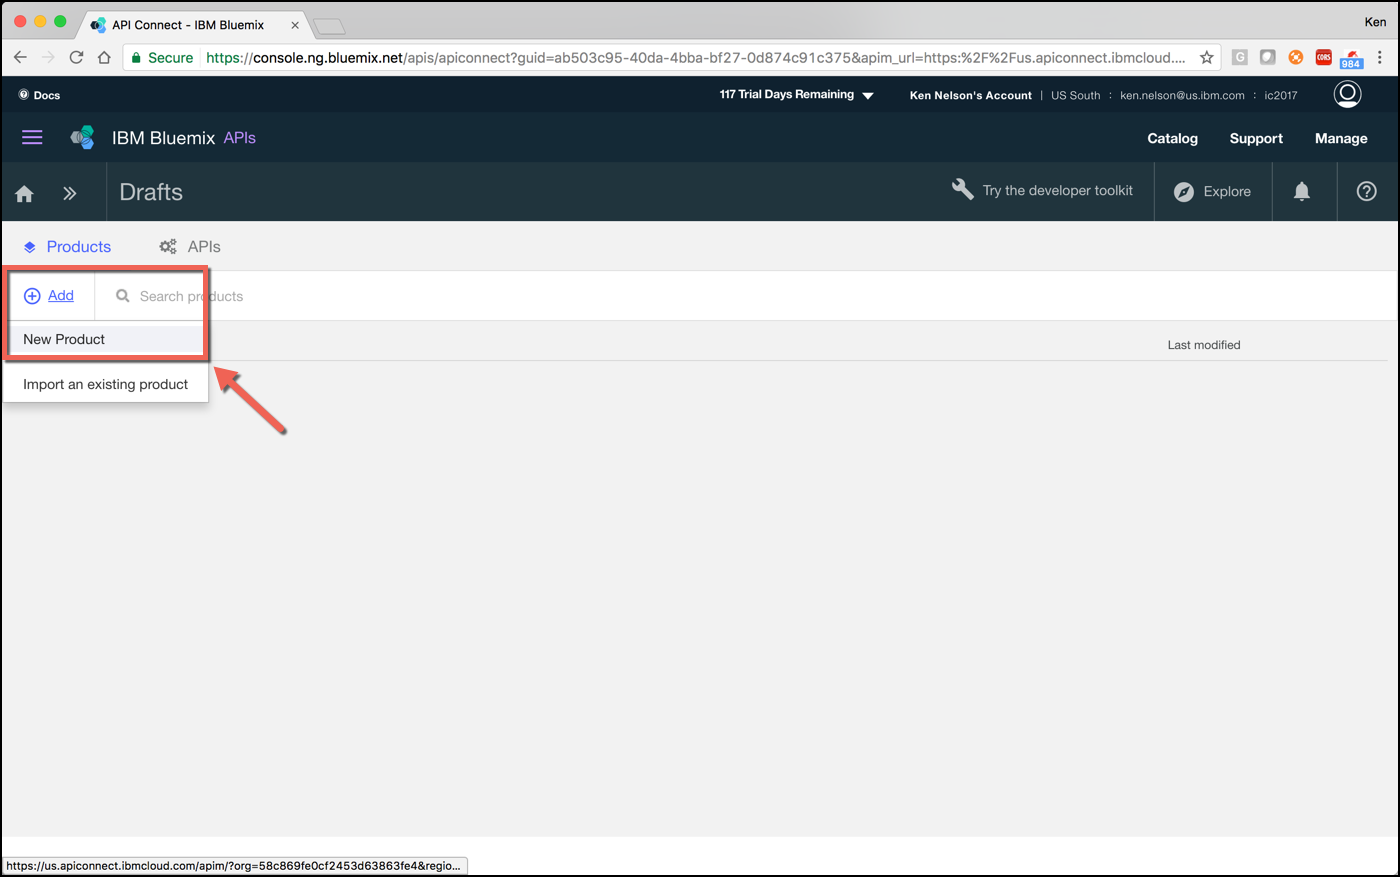 API Connect - IBM Bluemix
Ken
Secure https://console.ng.bluemix.net/apis/apiconnect?guid=ab503c95-40da-4bba-bf27-0d874c91c375&apim_url=https:%2F%2Fus.apiconnect.ibmcloud....
G
CORS
984
Docs
117 Trial Days Remaining
Ken Nelson's Account | US South : ken.nelson@us.ibm.com : ic2017
IBM Bluemix APIs
Catalog Support Manage
Drafts
Try the developer toolkit
Explore
Products
APIs
Add
Search products
New Product
Last modified
Import an existing product
https://us.apiconnect.ibmcloud.com/apim/?org=58c869fe0cf2453d63863fe4&regio...